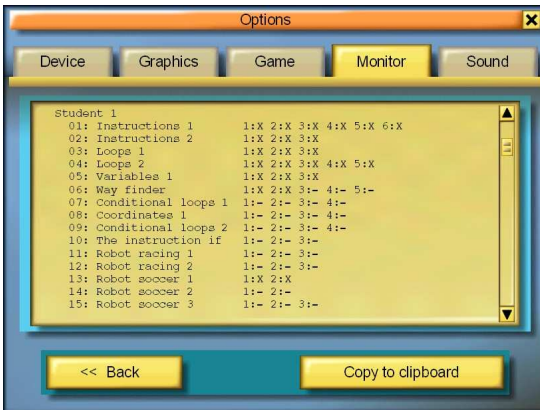 Options
X
Device Graphics Game Monitor Sound
Student 1
01: Instructions 1 1:X 2:X 3:X 4:X 5:X 6:X
02: Instructions 2 1:X 2:X 3:X
03: Loops 1 1:X 2:X 3:X
04: Loops 2 1:X 2:X 3:X 4:X 5:X
05: Variables 1 1:X 2:X 3:X
06: Way finder 1:X 2:X 3:- 4:- 5:-
07: Conditional loops 1 1:- 2:- 3:- 4:-
08: Coordinates 1 1:- 2:- 3:- 4:-
09: Conditional loops 2 1:- 2:- 3:- 4:-
10: The instruction if 1:- 2:- 3:-
11: Robot racing 1 1:- 2:- 3:-
12: Robot racing 2 1:- 2:- 3:-
13: Robot soccer 1 1:X 2:X
14: Robot soccer 2 1:- 2:-
15: Robot soccer 3 1:- 2:- 3:-
<< Back Copy to clipboard